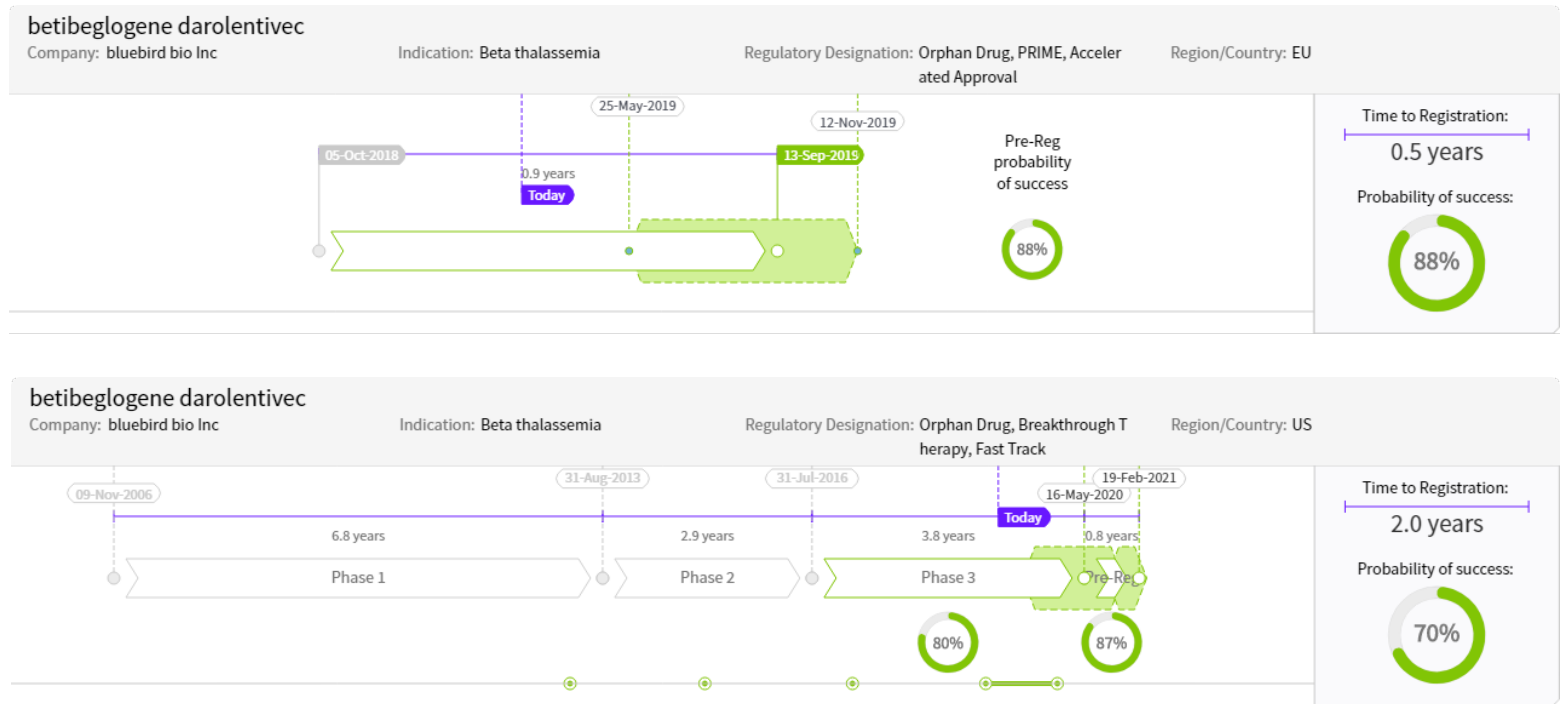 betibeglogene darolentivec
Company: bluebird bio Inc
Indication: Beta thalassemia
Regulatory Designation: Orphan Drug, PRIME, Acceler
ated Approval
Region/Country: EU
25-May-2019
12-Nov-2019
05-Oct-2018
13-Sep-2019
0.9 years
Today
Pre-Reg
probability
of success
88%
Time to Registration:
0.5 years
Probability of success:
88%
betibeglogene darolentivec
Company: bluebird bio Inc
Indication: Beta thalassemia
Regulatory Designation: Orphan Drug, Breakthrough T
herapy, Fast Track
Region/Country: US
09-Nov-2006
31-Aug-2013
31-Jul-2016
19-Feb-2021
16-May-2020
Today
6.8 years
2.9 years
3.8 years
0.8 years
Phase 1
Phase 2
Phase 3
Pre-Reg
80%
87%
Time to Registration:
2.0 years
Probability of success:
70%